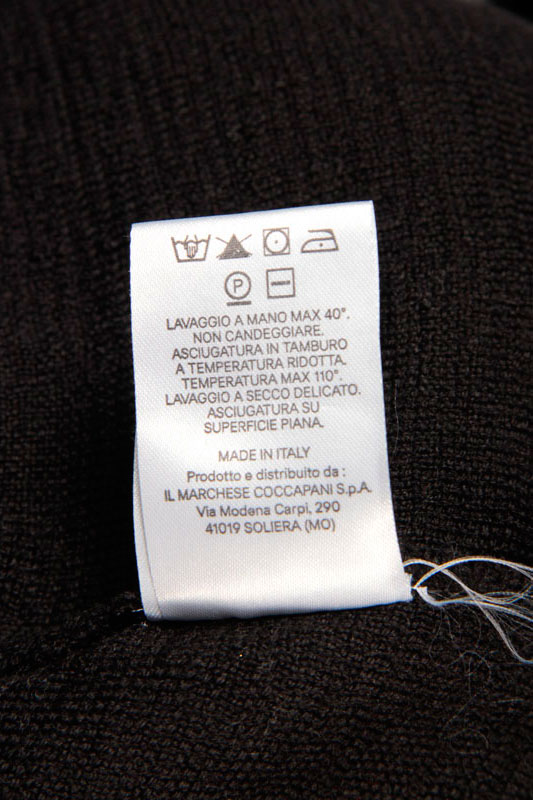 P
LAVAGGIO A MANO MAX 40°.
NON CANDEGGIARE.
ASCIUGATURA IN TAMBURO
A TEMPERATURA RIDOTTA.
TEMPERATURA MAX 110°.
LAVAGGIO A SECCO DELICATO.
ASCIUGATURA SU
SUPERFICIE PIANA.
MADE IN ITALY
Prodotto e distribuito da :
IL MARCHESE COCCAPANI S.p.A.
Via Modena Carpi, 290
41019 SOLIERA (MO)